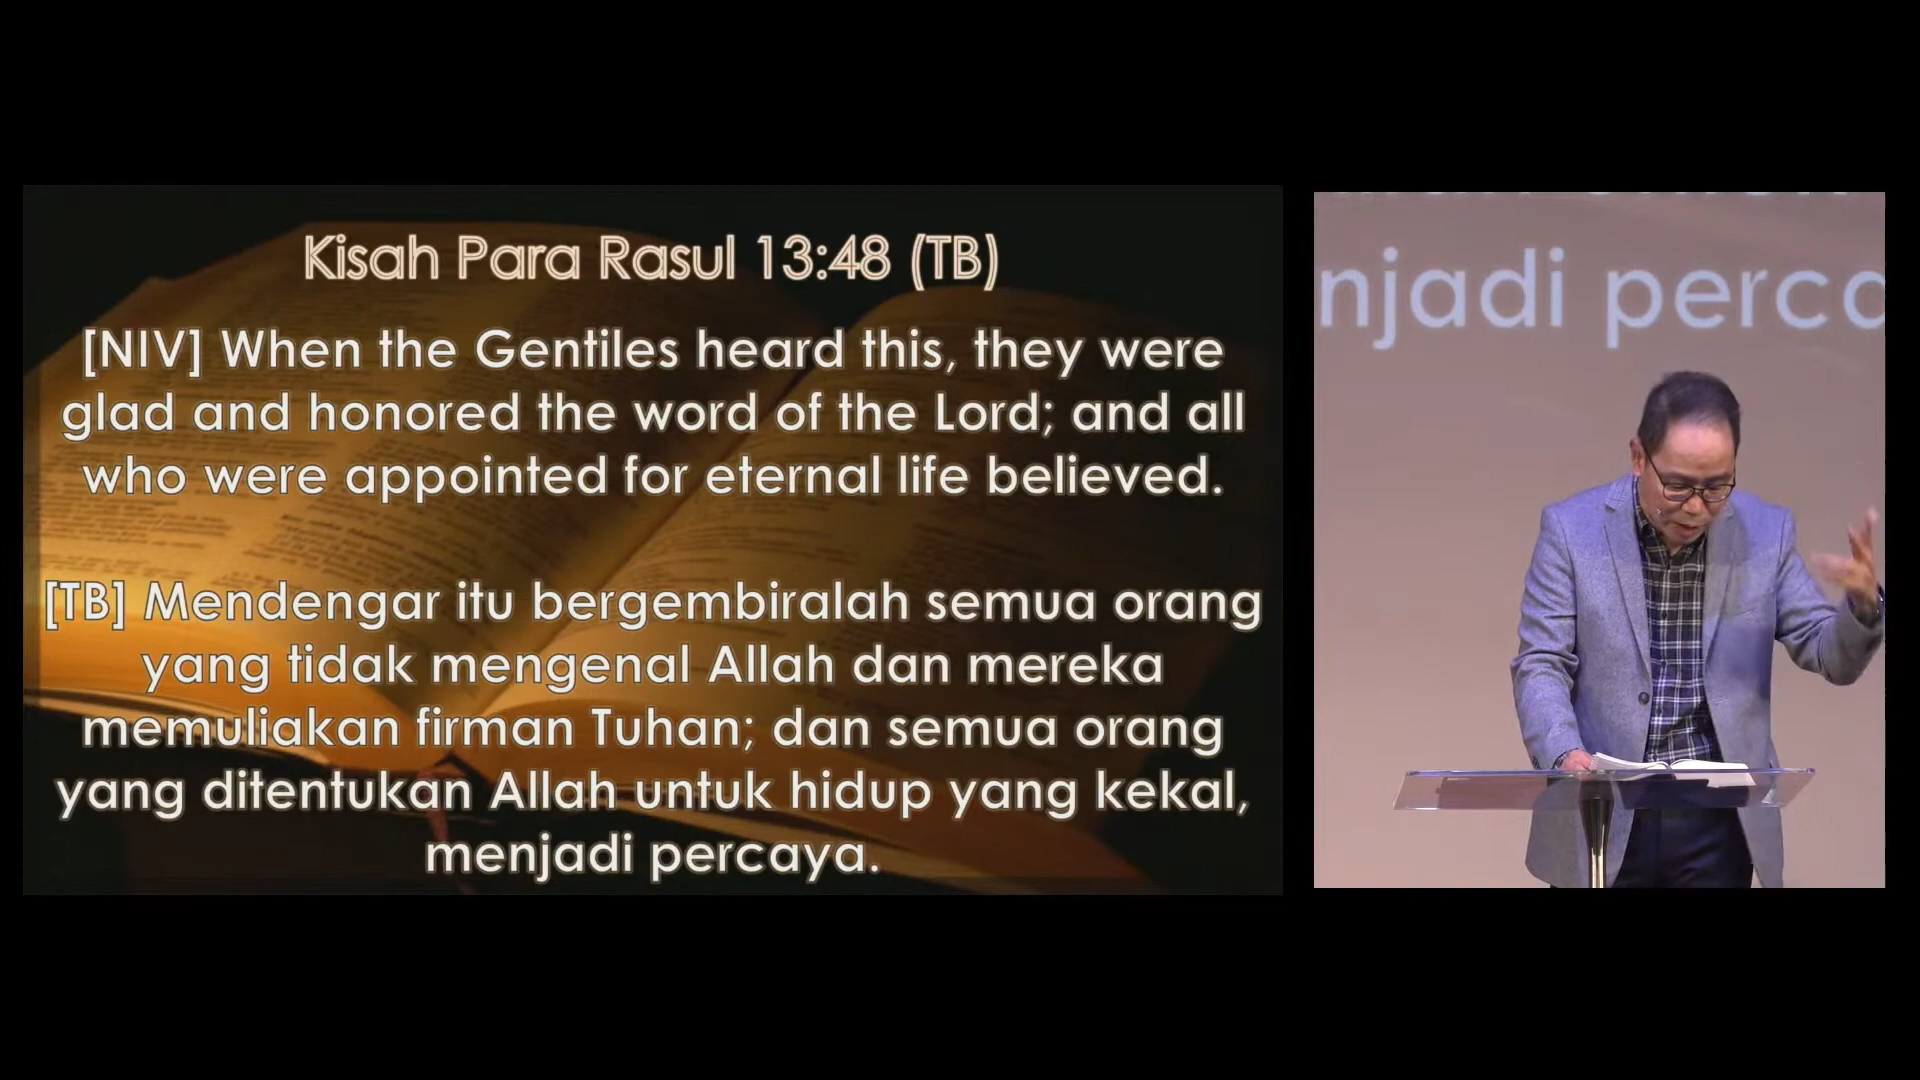 Kisah Para Rasul 13:48 (TB)
[NIV] When the Gentiles heard this, they were
glad and honored the word of the Lord; and all
who were appointed for eternal life believed.
[TB] Mendengar itu bergembiralah semua orang
yang tidak mengenal Allah dan mereka
memuliakan firman Tuhan; dan semua orang
yang ditentukan Allah untuk hidup yang kekal,
menjadi percaya.
njadi perca